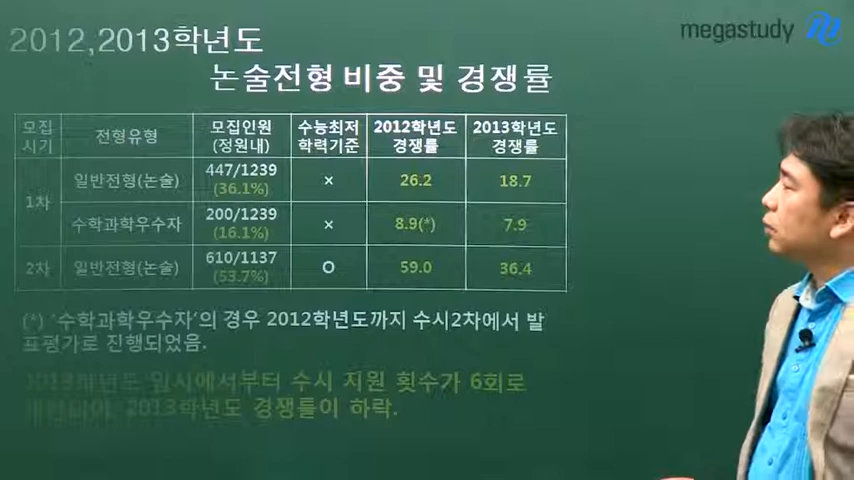 megastudy
2012,2013학년도
논술전형 비중 및 경쟁률
모집시기 전형유형 모집인원(정원내) 수능최저학력기준 2012학년도 경쟁률 2013학년도 경쟁률
1차 일반전형(논술) 447/1239 (36.1%) × 26.2 18.7
수학과학우수자 200/1239 (16.1%) × 8.9(*) 7.9
2차 일반전형(논술) 610/1137 (53.7%) O 59.0 36.4
(*) '수학과학우수자'의 경우 2012학년도까지 수시2차에서 발
표평가로 진행되었음.
2013학년도 입시에서부터 수시 지원 횟수가 6회로
2013학년도 경쟁률이 하락.